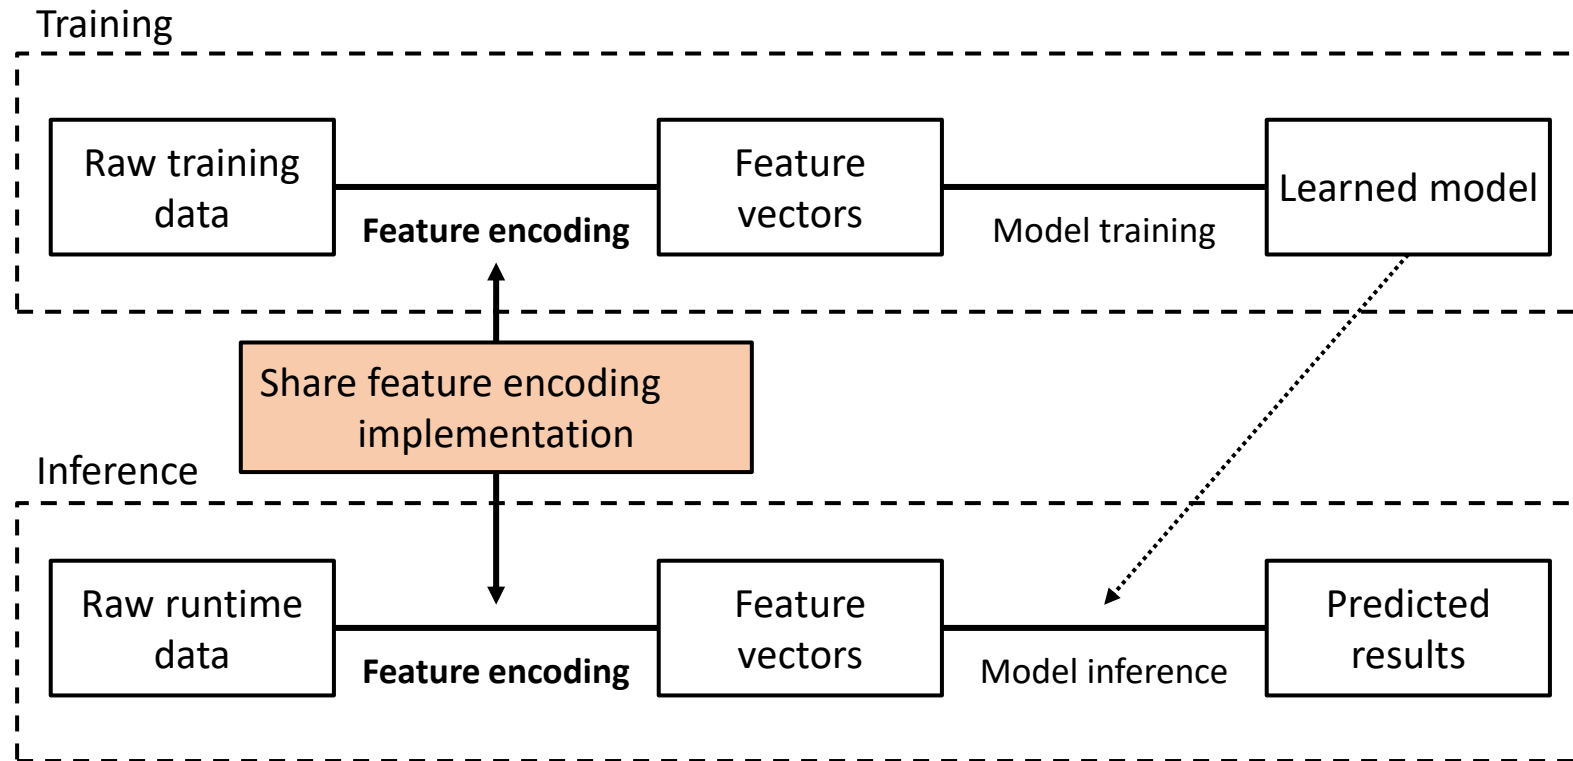 Training
Raw training
data
Feature encoding
Feature
vectors
Model training
Learned model
Share feature encoding
implementation
Inference
Raw runtime
data
Feature encoding
Feature
vectors
Model inference
Predicted
results